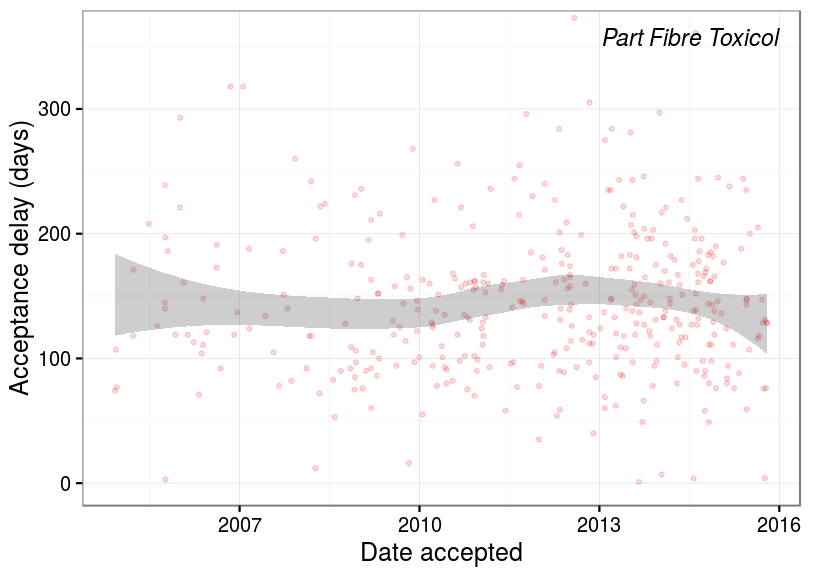 Part Fibre Toxicol
Acceptance delay (days)
300
200
100
0
2007 2010 2013 2016
Date accepted